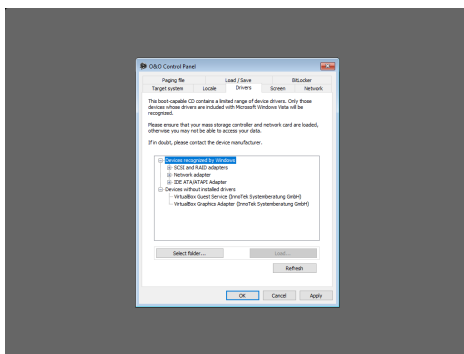 O&O Control Panel
Paging file Load / Save BitLocker
Target system Locale Drivers Screen Network
This boot-capable CD contains a limited range of device drivers. Only those
devices whose drivers are included with Microsoft Windows Vista will be
recognized.
Please ensure that your mass storage controller and network card are loaded,
otherwise you may not be able to access your data.
If in doubt, please contact the device manufacturer.
Devices recognized by Windows
SCSI and RAID adapters
Network adapter
IDE ATA/ATAPI Adapter
Devices without installed drivers
VirtualBox Guest Service (InnoTek Systemberatung GmbH)
VirtualBox Graphics Adapter (InnoTek Systemberatung GmbH)
Select folder... Load...
Refresh
OK Cancel Apply